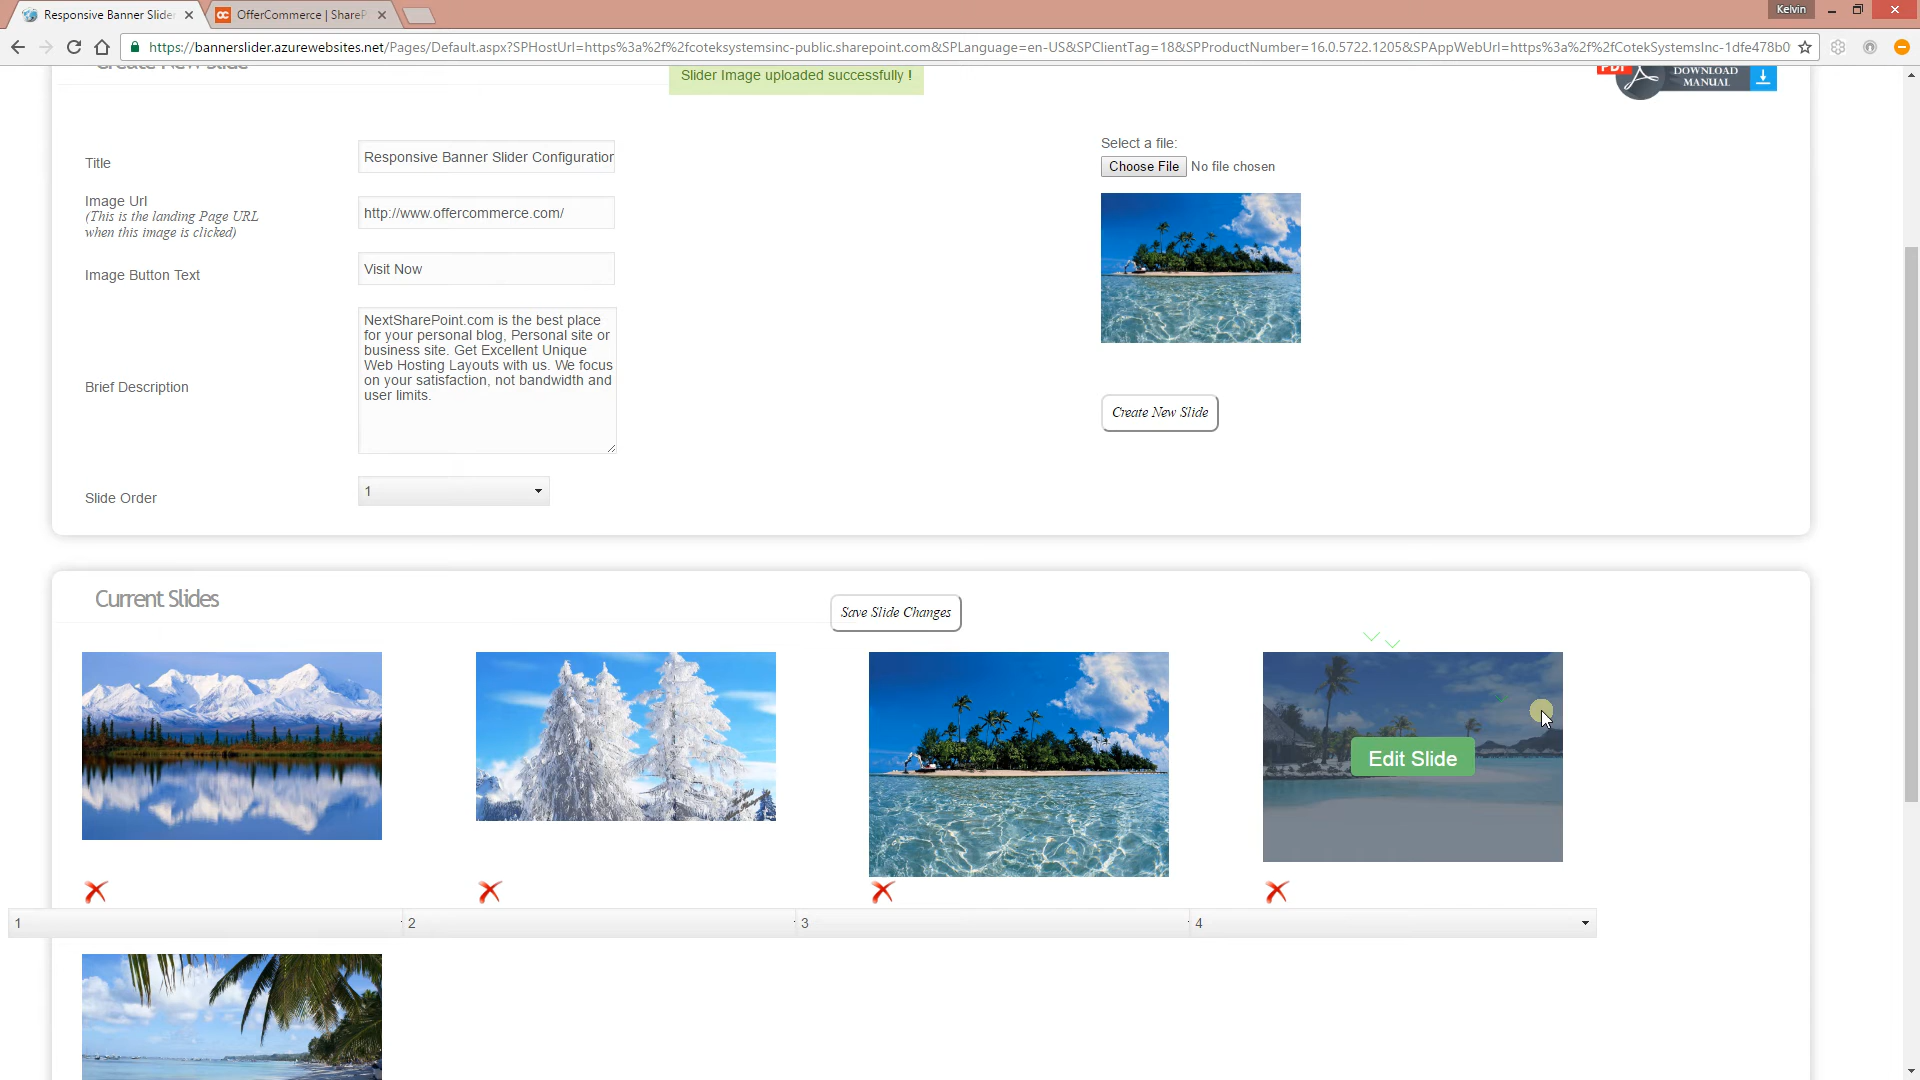 Responsive Banner Slider
OfferCommerce | ShareP
Kelvin
https://bannerslider.azurewebsites.net/Pages/Default.aspx?SPHostUrl=https%3a%2f%2fcoteksystemsinc-public.sharepoint.com&SPLanguage=en-US&SPClientTag=18&SPProductNumber=16.0.5722.1205&SPAppWebUrl=https%3a%2f%2fCotekSystemsInc-1dfe478b0
Create New Slide
Slider Image uploaded successfully !
PDF
DOWNLOAD
MANUAL
Title
Responsive Banner Slider Configuration
Select a file:
Choose File No file chosen
Image Url
(This is the landing Page URL
when this image is clicked)
http://www.offercommerce.com/
Image Button Text
Visit Now
Brief Description
NextSharePoint.com is the best place
for your personal blog, Personal site or
business site. Get Excellent Unique
Web Hosting Layouts with us. We focus
on your satisfaction, not bandwidth and
user limits.
Create New Slide
Slide Order
1
Current Slides
Save Slide Changes
Edit Slide
1
2
3
4